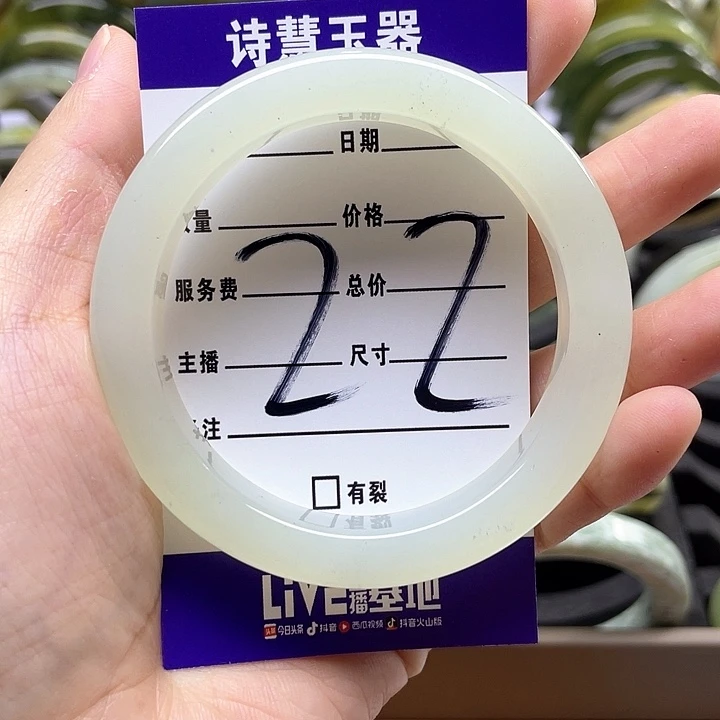 诗慧玉器
日期
量 价格
服务费 总价
主播 尺寸
注
22
有裂
LIVE播基地
今日头条 抖音 西瓜视频 抖音火山版